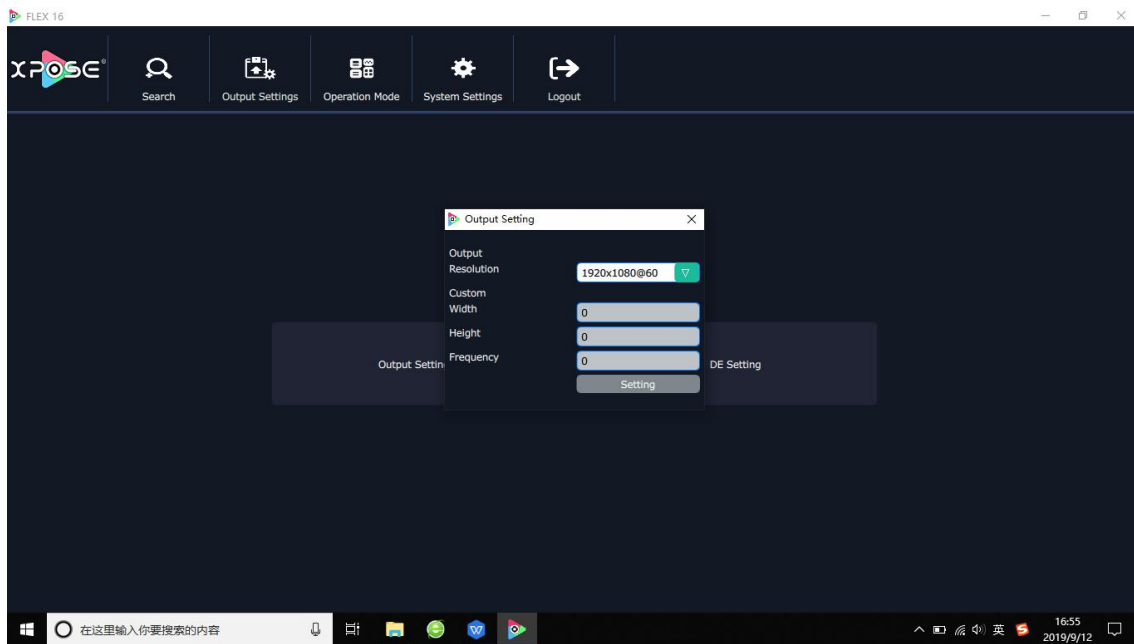 FLEX 16
XPOSE®
Search
Output Settings
Operation Mode
System Settings
Logout
Output Setting
Output
Resolution
1920x1080@60
Custom
Width
0
Height
0
Frequency
0
Setting
Output Settin
DE Setting
在这里输入你要搜索的内容
英
16:55
2019/9/12